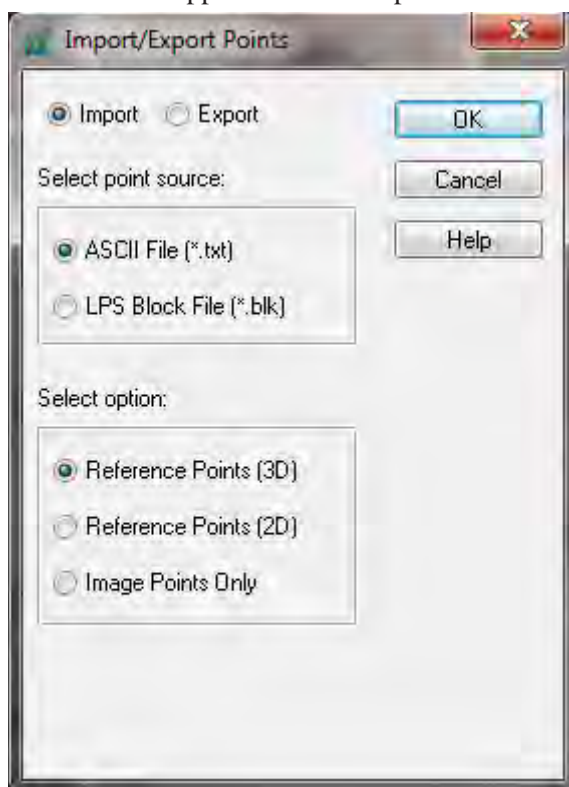 Import/Export Points
Import Export
OK
Select point source:
Cancel
Help
ASCII File (*.txt)
LPS Block File (*.blk)
Select option:
Reference Points (3D)
Reference Points (2D)
Image Points Only